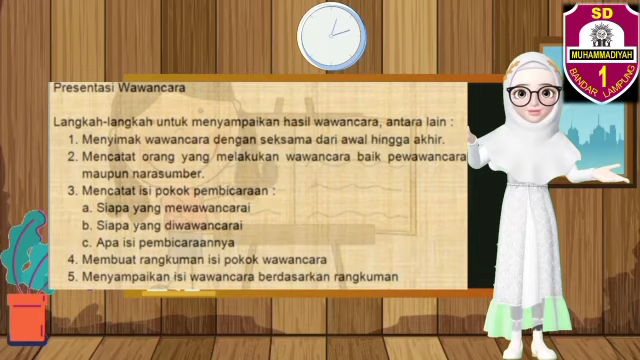 SD
MUHAMMADIYAH
1
BANDAR LAMPUNG
Presentasi Wawancara
Langkah-langkah untuk menyampaikan hasil wawancara, antara lain :
1. Menyimak wawancara dengan seksama dari awal hingga akhir.
2. Mencatat orang yang melakukan wawancara baik pewawancara
maupun narasumber.
3. Mencatat isi pokok pembicaraan :
a. Siapa yang mewawancarai
b. Siapa yang diwawancarai
c. Apa isi pembicaraannya
4. Membuat rangkuman isi pokok wawancara
5. Menyampaikan isi wawancara berdasarkan rangkuman